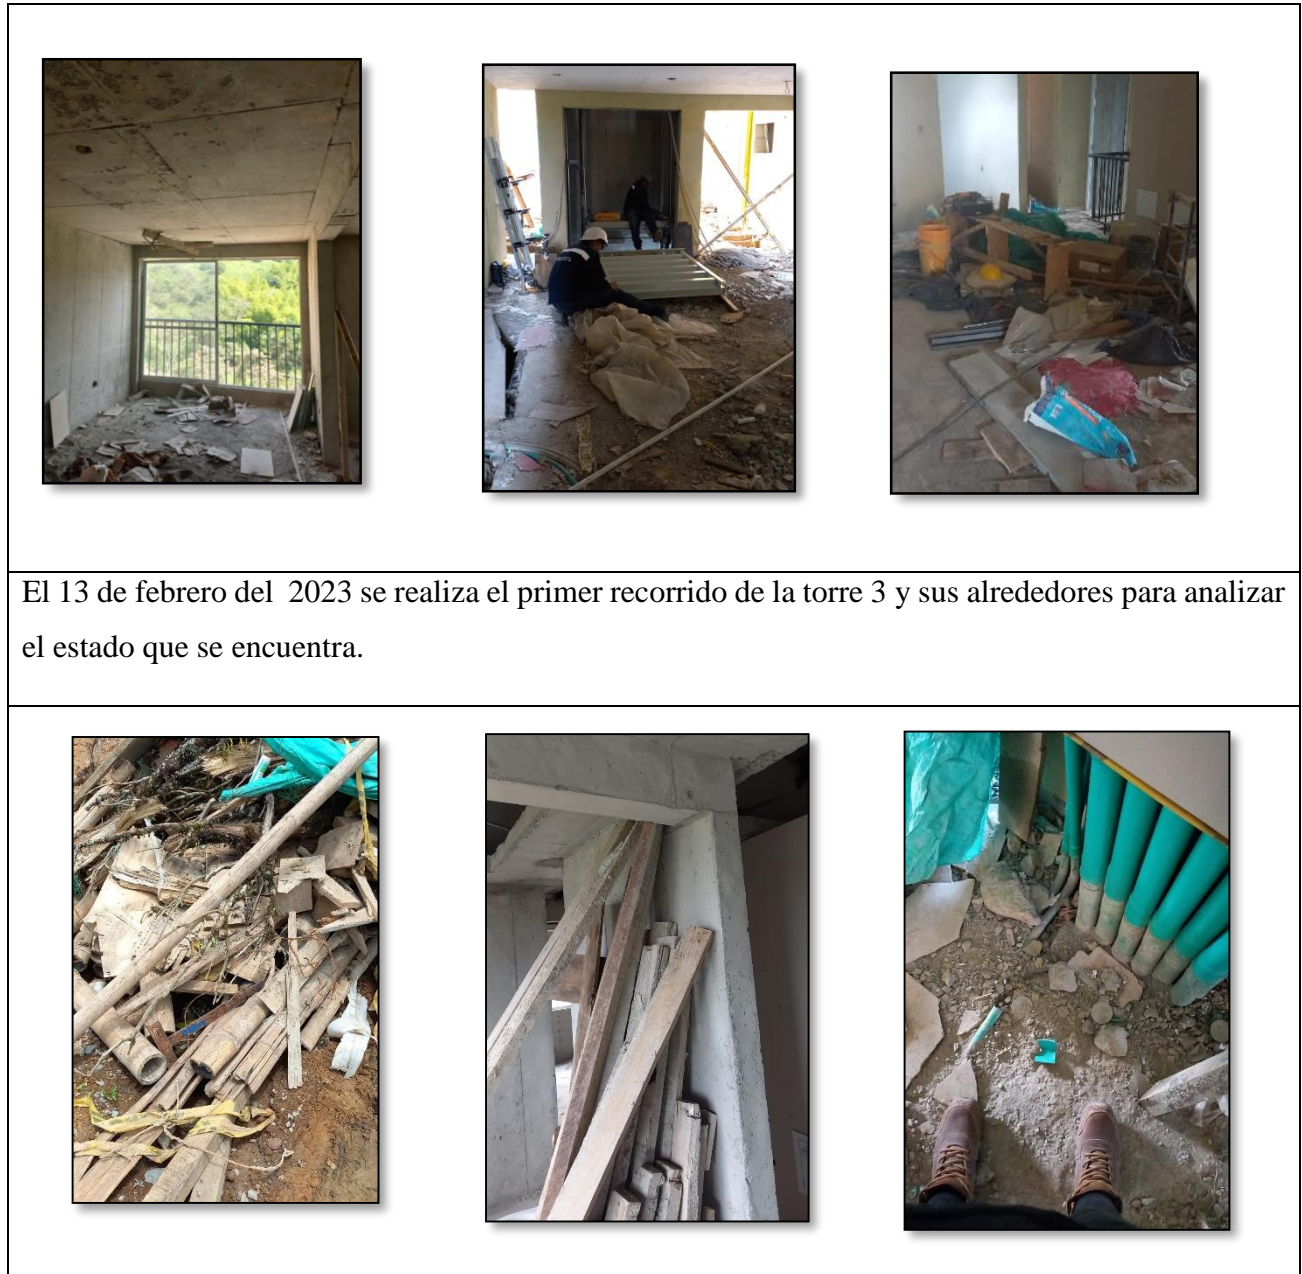 El 13 de febrero del  2023 se realiza el primer recorrido de la torre 3 y sus alrededores para analizar
el estado que se encuentra.